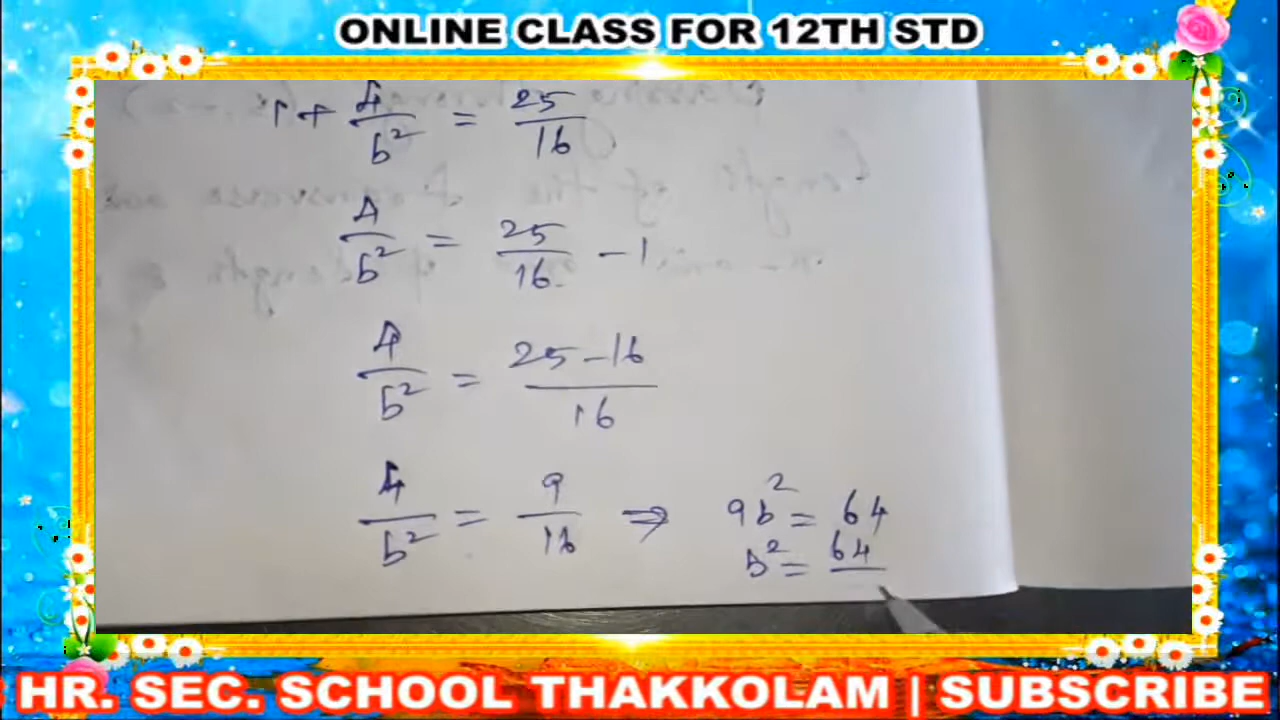 ONLINE CLASS FOR 12TH STD
1 + 4/b² = 25/16
4/b² = 25/16 - 1
4/b² = 25-16/16
4/b² = 9/16 ⇒ 9b² = 64
b² = 64
HR. SEC. SCHOOL THAKKOLAM | SUBSCRIBE